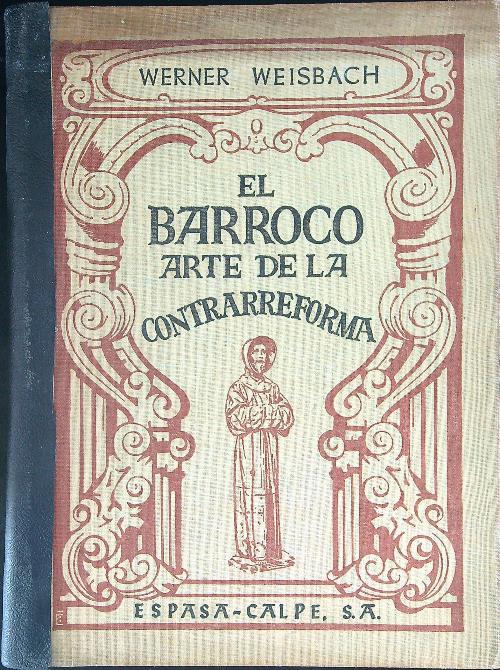 WERNER WEISBACH
EL
BARROCO
ARTE DE LA
CONTRARREFORMA
ESPASA-CALPE, S.A.